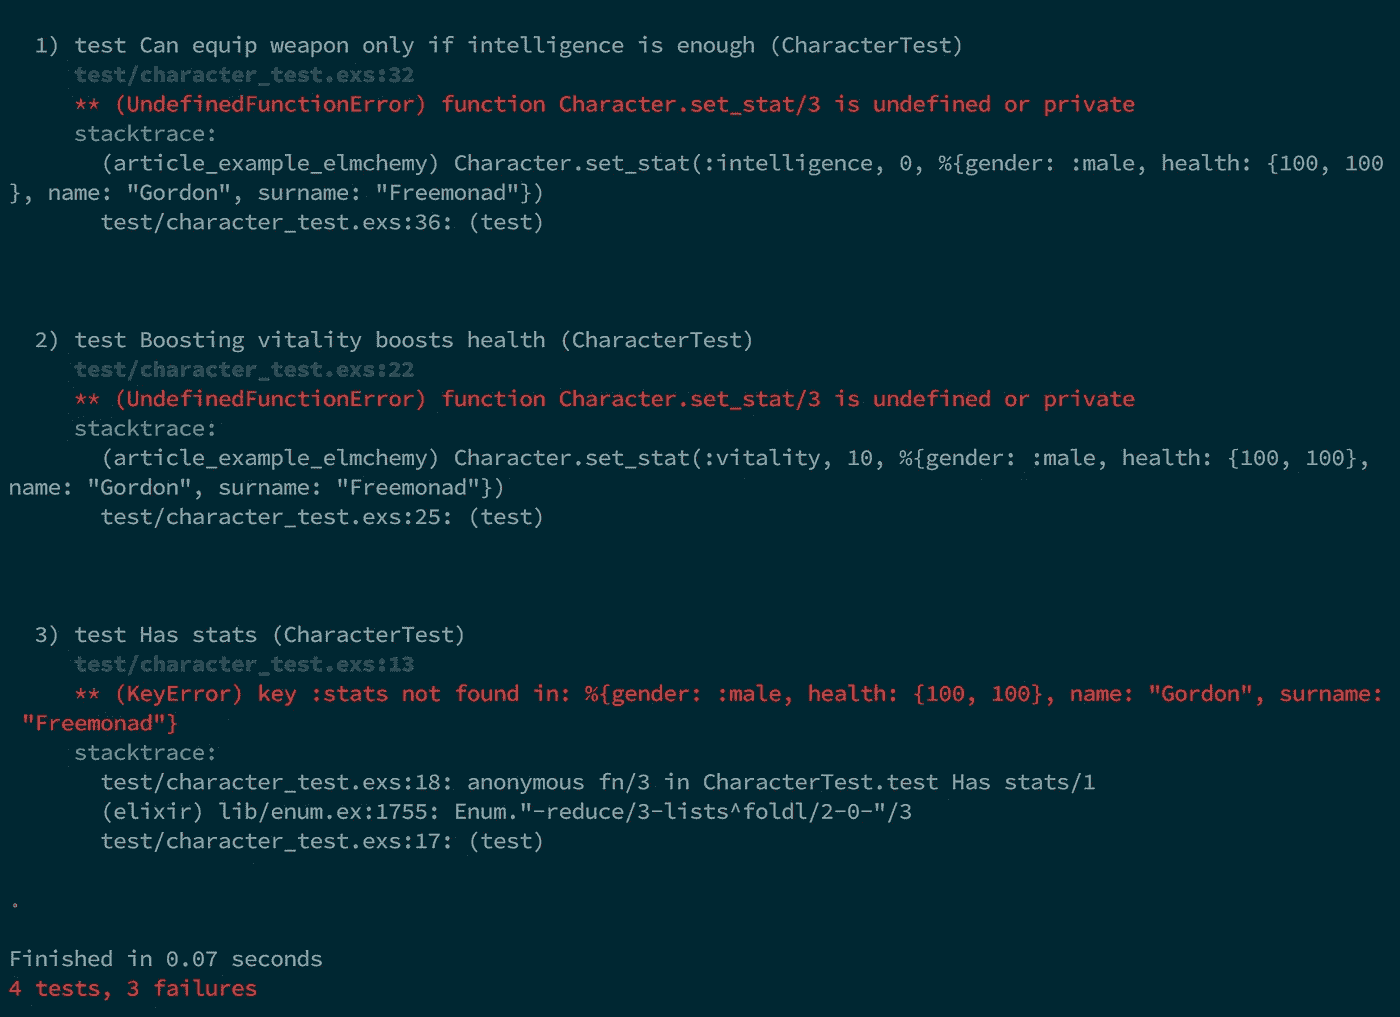 1) test Can equip weapon only if intelligence is enough (CharacterTest)
test/character_test.exs:32
** (UndefinedFunctionError) function Character.set_stat/3 is undefined or private
stacktrace:
(article_example_elmchemy) Character.set_stat(:intelligence, 0, %{gender: :male, health: {100, 100
}, name: "Gordon", surname: "Freemonad"})
test/character_test.exs:36: (test)
2) test Boosting vitality boosts health (CharacterTest)
test/character_test.exs:22
** (UndefinedFunctionError) function Character.set_stat/3 is undefined or private
stacktrace:
(article_example_elmchemy) Character.set_stat(:vitality, 10, %{gender: :male, health: {100, 100},
name: "Gordon", surname: "Freemonad"})
test/character_test.exs:25: (test)
3) test Has stats (CharacterTest)
test/character_test.exs:13
** (KeyError) key :stats not found in: %{gender: :male, health: {100, 100}, name: "Gordon", surname:
"Freemonad"}
stacktrace:
test/character_test.exs:18: anonymous fn/3 in CharacterTest.test Has stats/1
(elixir) lib/enum.ex:1755: Enum."-reduce/3-lists^foldl/2-0-"/3
test/character_test.exs:17: (test)
.
Finished in 0.07 seconds
4 tests, 3 failures